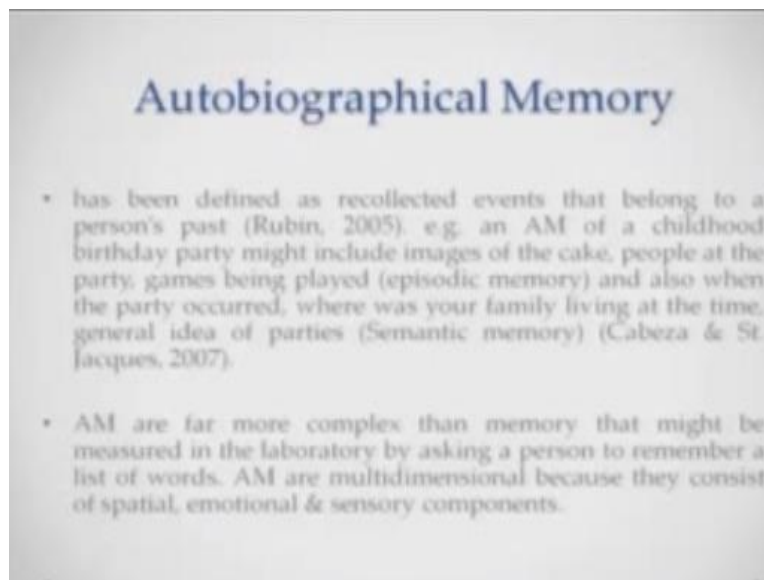 Autobiographical Memory
• has been defined as recollected events that belong to a
person's past (Rubin, 2005). e.g. an AM of a childhood
birthday party might include images of the cake, people at the
party, games being played (episodic memory) and also when
the party occurred, where was your family living at the time,
general idea of parties (Semantic memory) (Cabeza & St.
Jacques, 2007).
• AM are far more complex than memory that might be
measured in the laboratory by asking a person to remember a
list of words. AM are multidimensional because they consist
of spatial, emotional & sensory components.